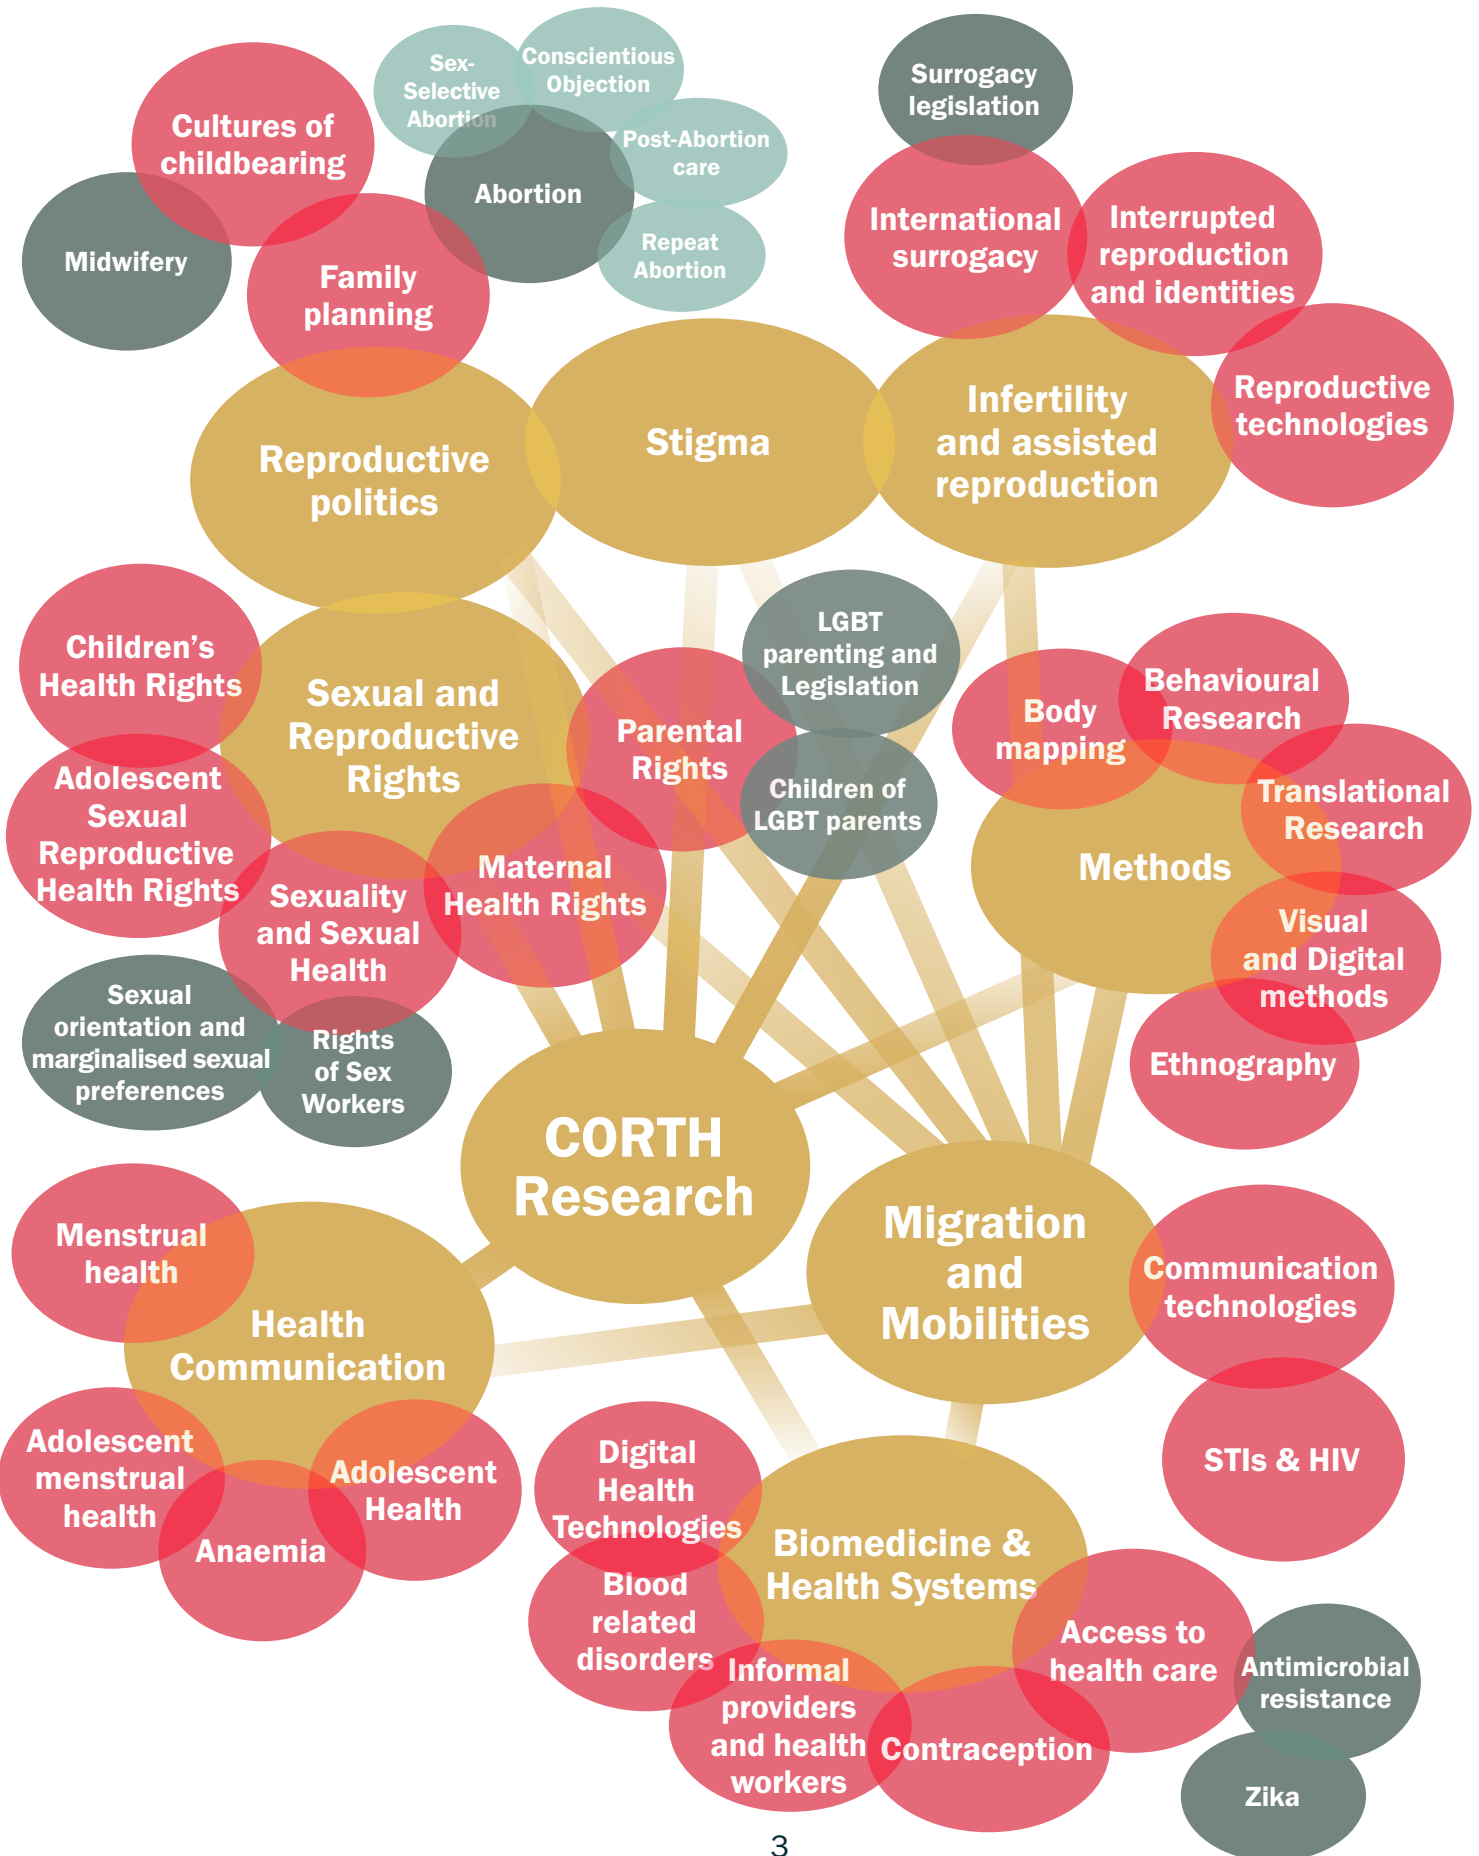 Sex-
Selective
Abortion
Conscientious
Objection
Surrogacy
legislation
Cultures of
childbearing
Post-Abortion
care
Abortion
Midwifery
Family
planning
Repeat
Abortion
International
surrogacy
Interrupted
reproduction
and identities
Reproductive
technologies
Reproductive
politics
Stigma
Infertility
and assisted
reproduction
Children's
Health Rights
Sexual and
Reproductive
Rights
Parental
Rights
LGBT
parenting and
Legislation
Children of
LGBT parents
Body
mapping
Behavioural
Research
Translational
Research
Methods
Visual
and Digital
methods
Ethnography
Adolescent
Sexual
Reproductive
Health Rights
Sexuality
and Sexual
Health
Maternal
Health Rights
Sexual
orientation and
marginalised sexual
preferences
Rights
of Sex
Workers
CORTH
Research
Migration
and
Mobilities
Communication
technologies
STIs & HIV
Menstrual
health
Health
Communication
Adolescent
menstrual
health
Anaemia
Adolescent
Health
Digital
Health
Technologies
Biomedicine &
Health Systems
Blood
related
disorders
Informal
providers
and health
workers
Contraception
Access to
health care
Antimicrobial
resistance
Zika
3